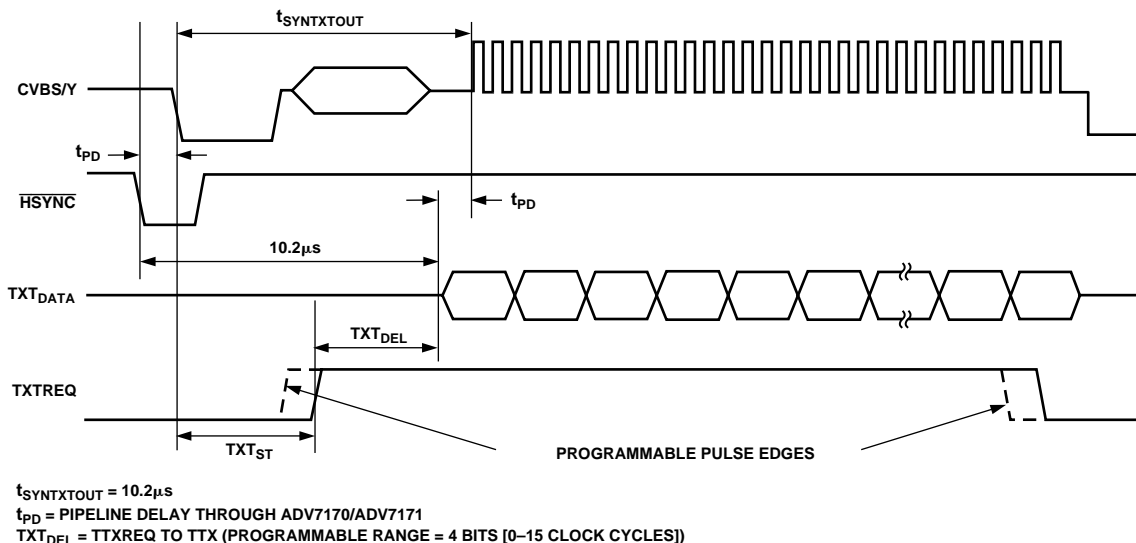 tSYNTXTOUT
CVBS/Y
tPD
HSYNC
tPD
10.2µs
TXTDATA
TXTDEL
TXTREQ
TXTST
PROGRAMMABLE PULSE EDGES
tSYNTXTOUT = 10.2µs
tPD = PIPELINE DELAY THROUGH ADV7170/ADV7171
TXTDEL = TTXREQ TO TTX (PROGRAMMABLE RANGE = 4 BITS [0–15 CLOCK CYCLES])